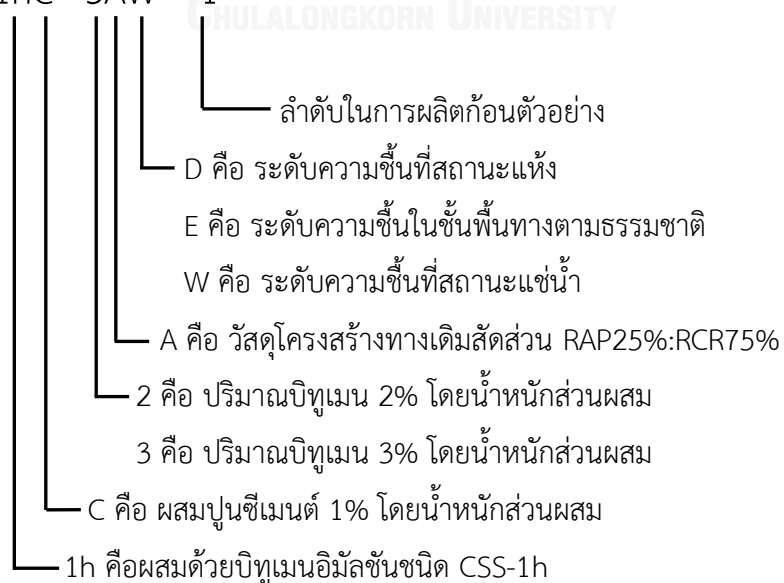 CHULALONGKORN UNIVERSITY
ลำดับในการผลิตก้อนตัวอย่าง
D คือ ระดับความชื้นที่สถานะแห้ง
E คือ ระดับความชื้นในชั้นพื้นทางตามธรรมชาติ
W คือ ระดับความชื้นที่สถานะแช่น้ำ
A คือ วัสดุโครงสร้างทางเดิมสัดส่วน RAP25%:RCR75%
2 คือ ปริมาณบิทูเมน 2% โดยน้ำหนักส่วนผสม
3 คือ ปริมาณบิทูเมน 3% โดยน้ำหนักส่วนผสม
C คือ ผสมปูนซีเมนต์ 1% โดยน้ำหนักส่วนผสม
1h คือผสมด้วยบิทูเมนอิมัลชันชนิด CSS-1h